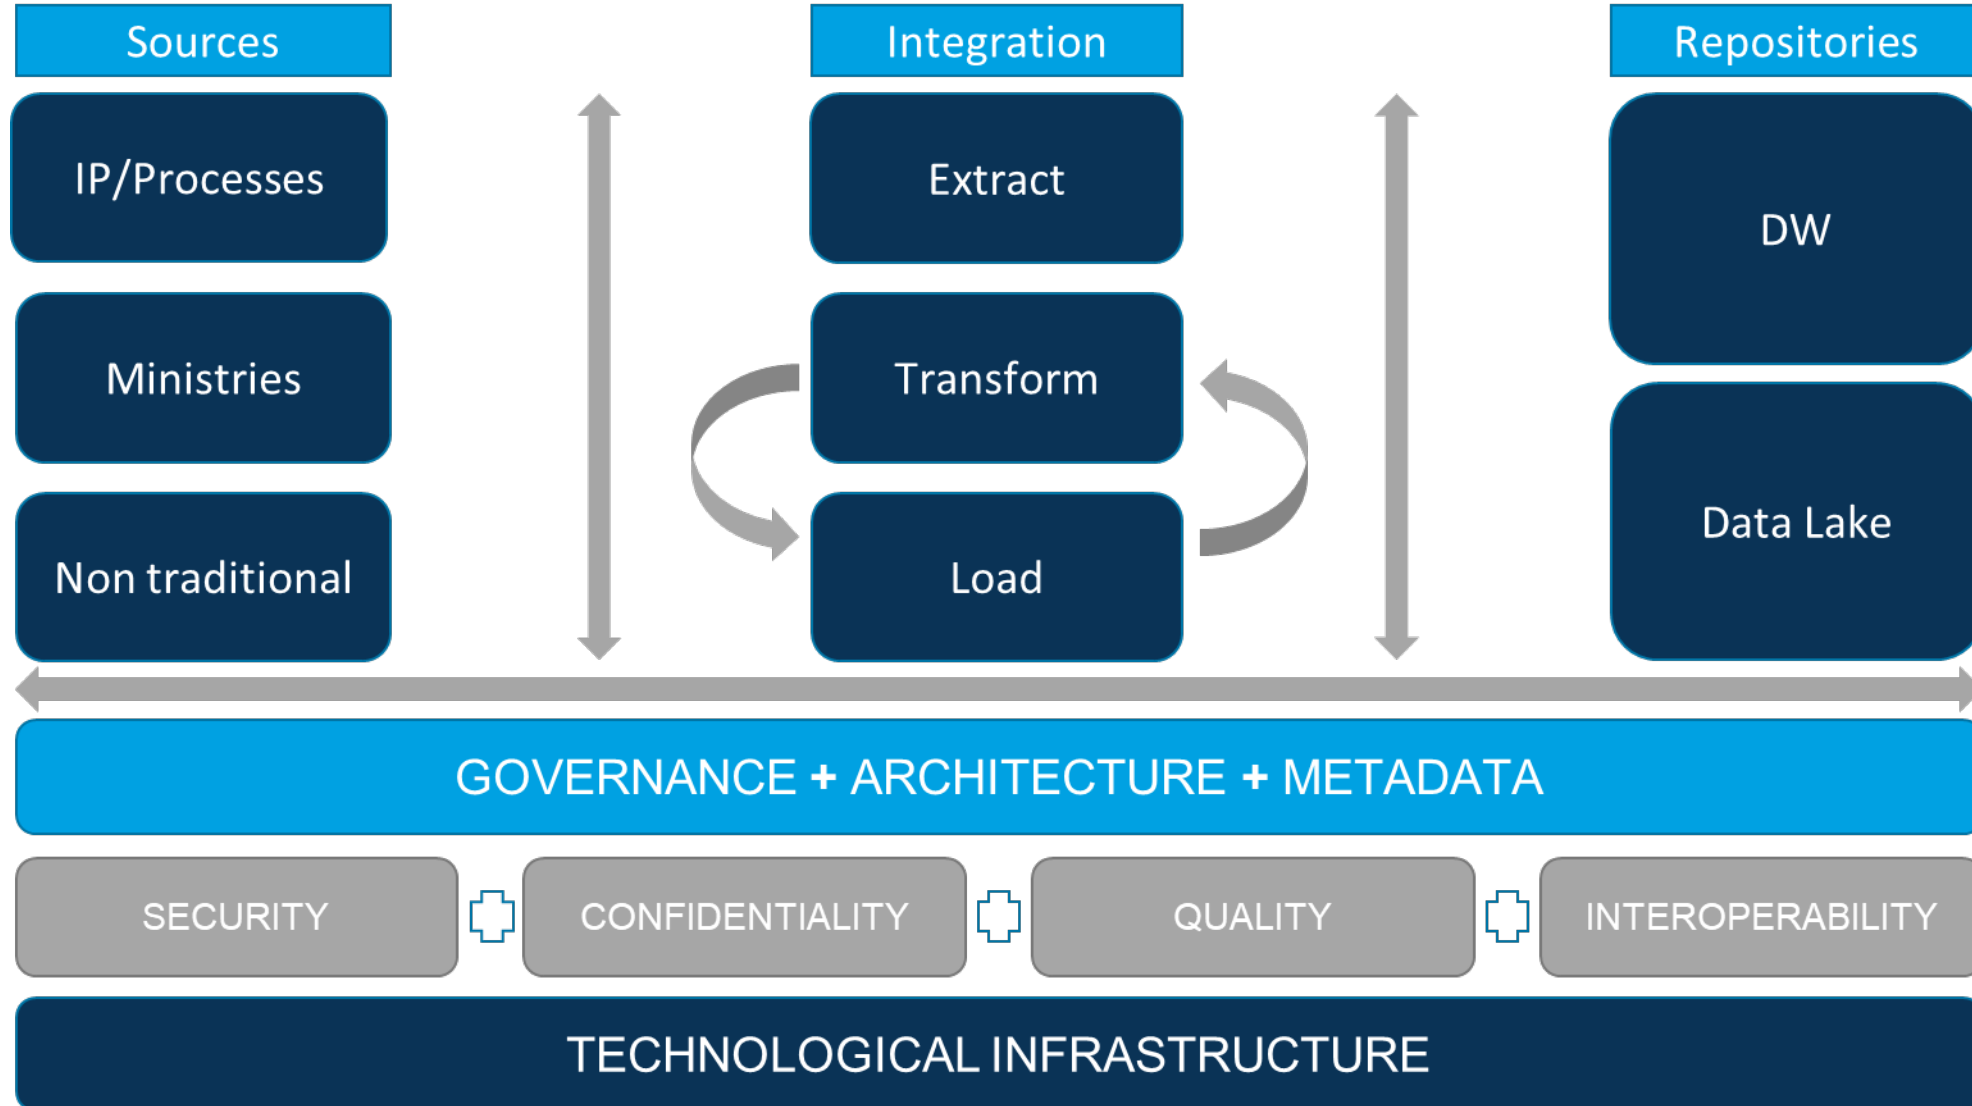 Sources
Integration
Repositories
IP/Processes
Extract
DW
Ministries
Transform
Data Lake
Non traditional
Load
GOVERNANCE + ARCHITECTURE + METADATA
SECURITY
CONFIDENTIALITY
QUALITY
INTEROPERABILITY
TECHNOLOGICAL INFRASTRUCTURE